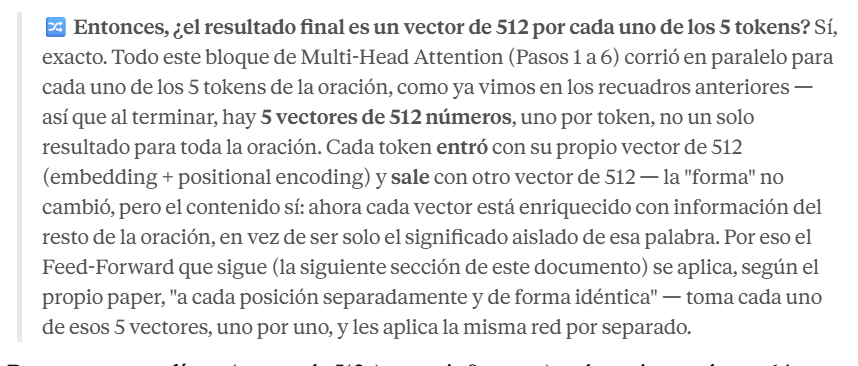 🔀 Entonces, ¿el resultado final es un vector de 512 por cada uno de los 5 tokens? Sí,
exacto. Todo este bloque de Multi-Head Attention (Pasos 1 a 6) corrió en paralelo para
cada uno de los 5 tokens de la oración, como ya vimos en los recuadros anteriores —
así que al terminar, hay 5 vectores de 512 números, uno por token, no un solo
resultado para toda la oración. Cada token entró con su propio vector de 512
(embedding + positional encoding) y sale con otro vector de 512 — la "forma" no
cambió, pero el contenido sí: ahora cada vector está enriquecido con información del
resto de la oración, en vez de ser solo el significado aislado de esa palabra. Por eso el
Feed-Forward que sigue (la siguiente sección de este documento) se aplica, según el
propio paper, "a cada posición separadamente y de forma idéntica" — toma cada uno
de esos 5 vectores, uno por uno, y les aplica la misma red por separado.